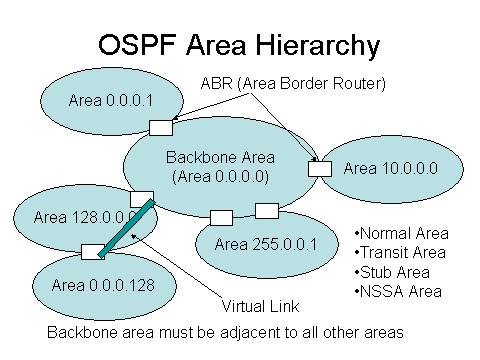 OSPF Area Hierarchy
ABR (Area Border Router)
Area 0.0.0.1
Backbone Area
(Area 0.0.0.0)
Area 10.0.0.0
Area 128.0.0.0
Area 255.0.0.1
Area 0.0.0.128
Virtual Link
•Normal Area
•Transit Area
•Stub Area
•NSSA Area
Backbone area must be adjacent to all other areas